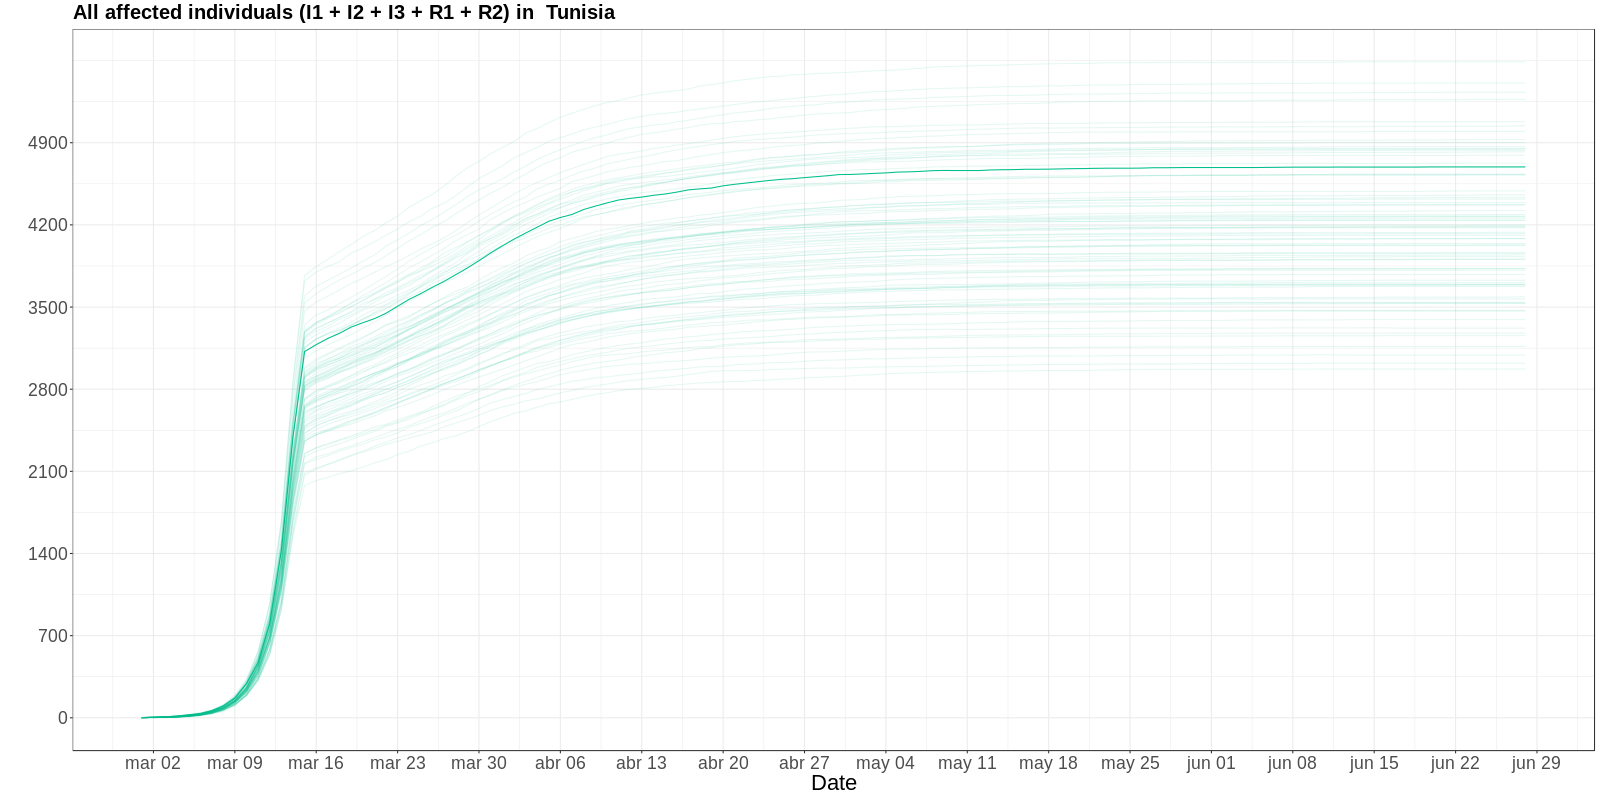 All affected individuals (I1 + I2 + I3 + R1 + R2) in  Tunisia
4900
4200
3500
2800
2100
1400
700
0
mar 02 mar 09 mar 16 mar 23 mar 30 abr 06 abr 13 abr 20 abr 27 may 04 may 11 may 18 may 25 jun 01 jun 08 jun 15 jun 22 jun 29
Date